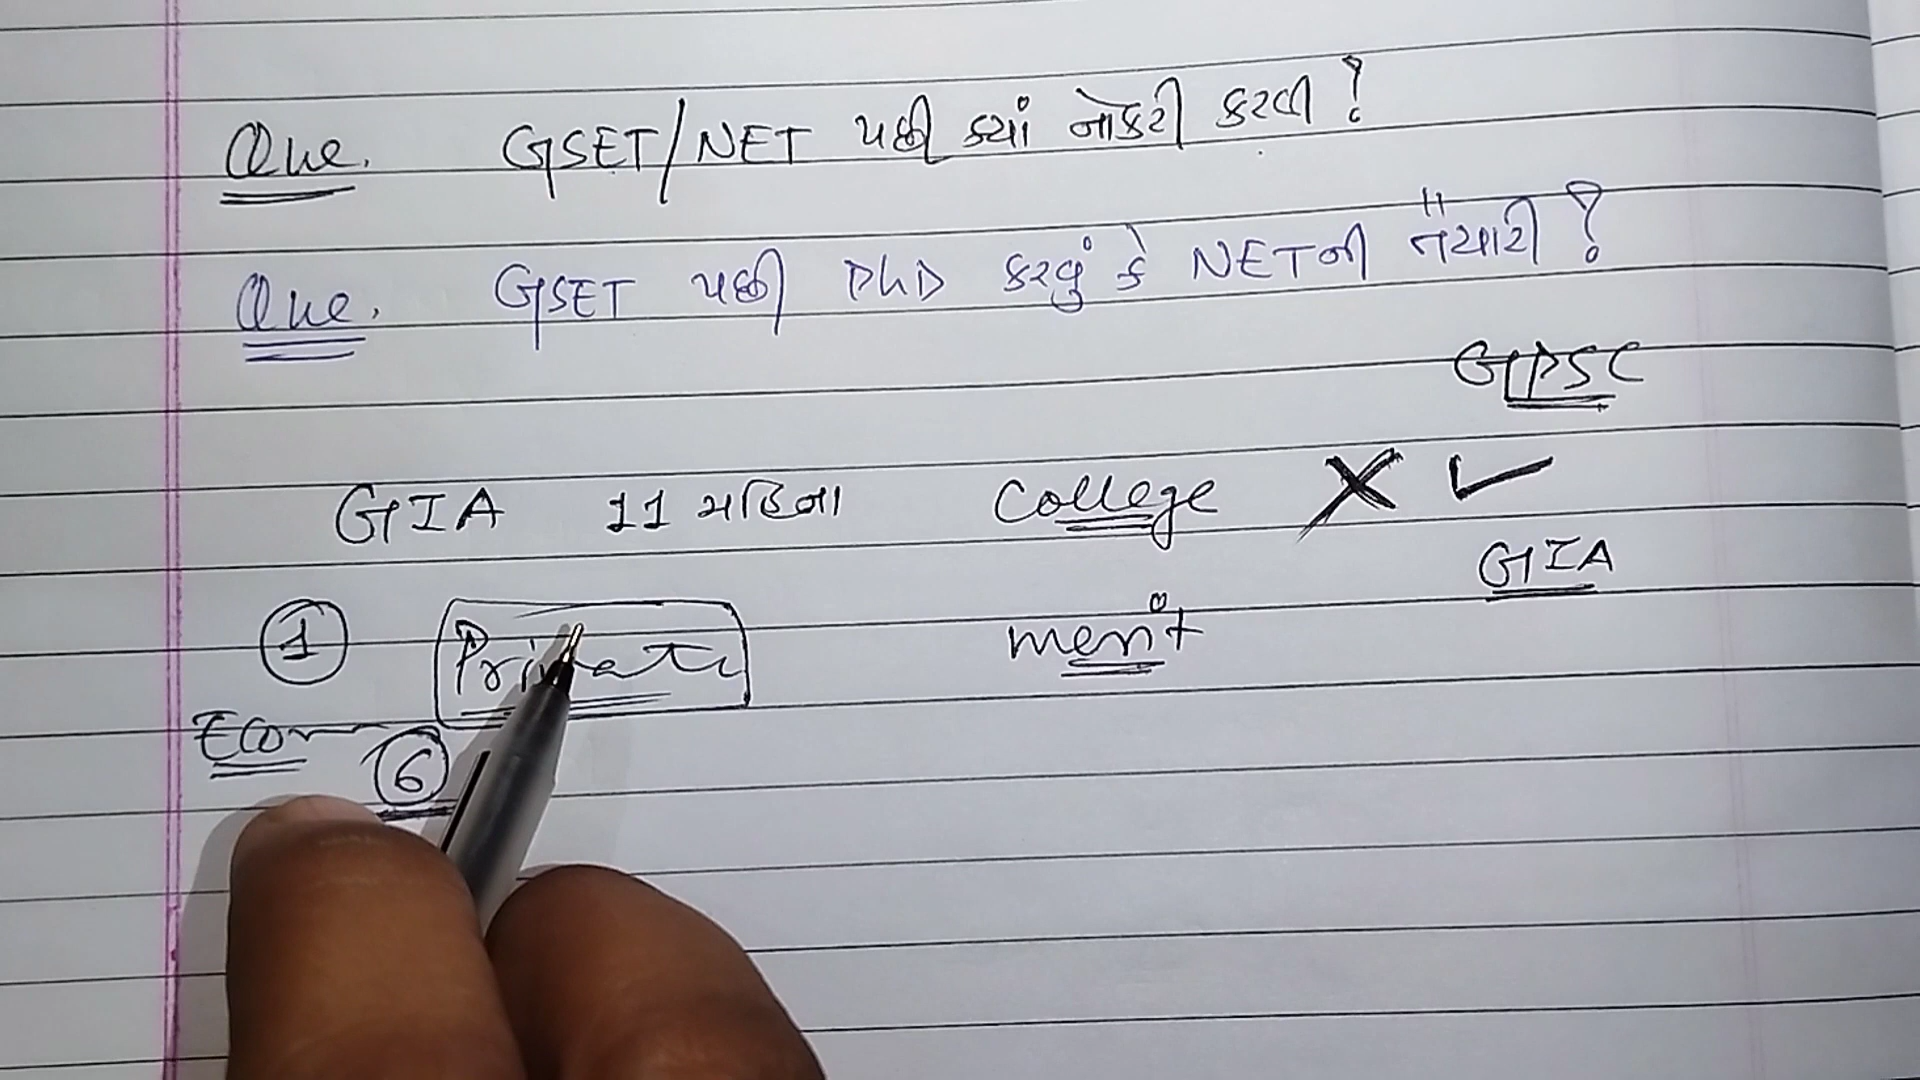 Que. GSET/NET પછી ક્યાં નોકરી કરવી ?
Que. GSET પછી PhD કરવું કે NETની તૈયારી ?
GPSC
GIA 11 મહિના College X ✓
GIA
1 Private merit
Eco
6